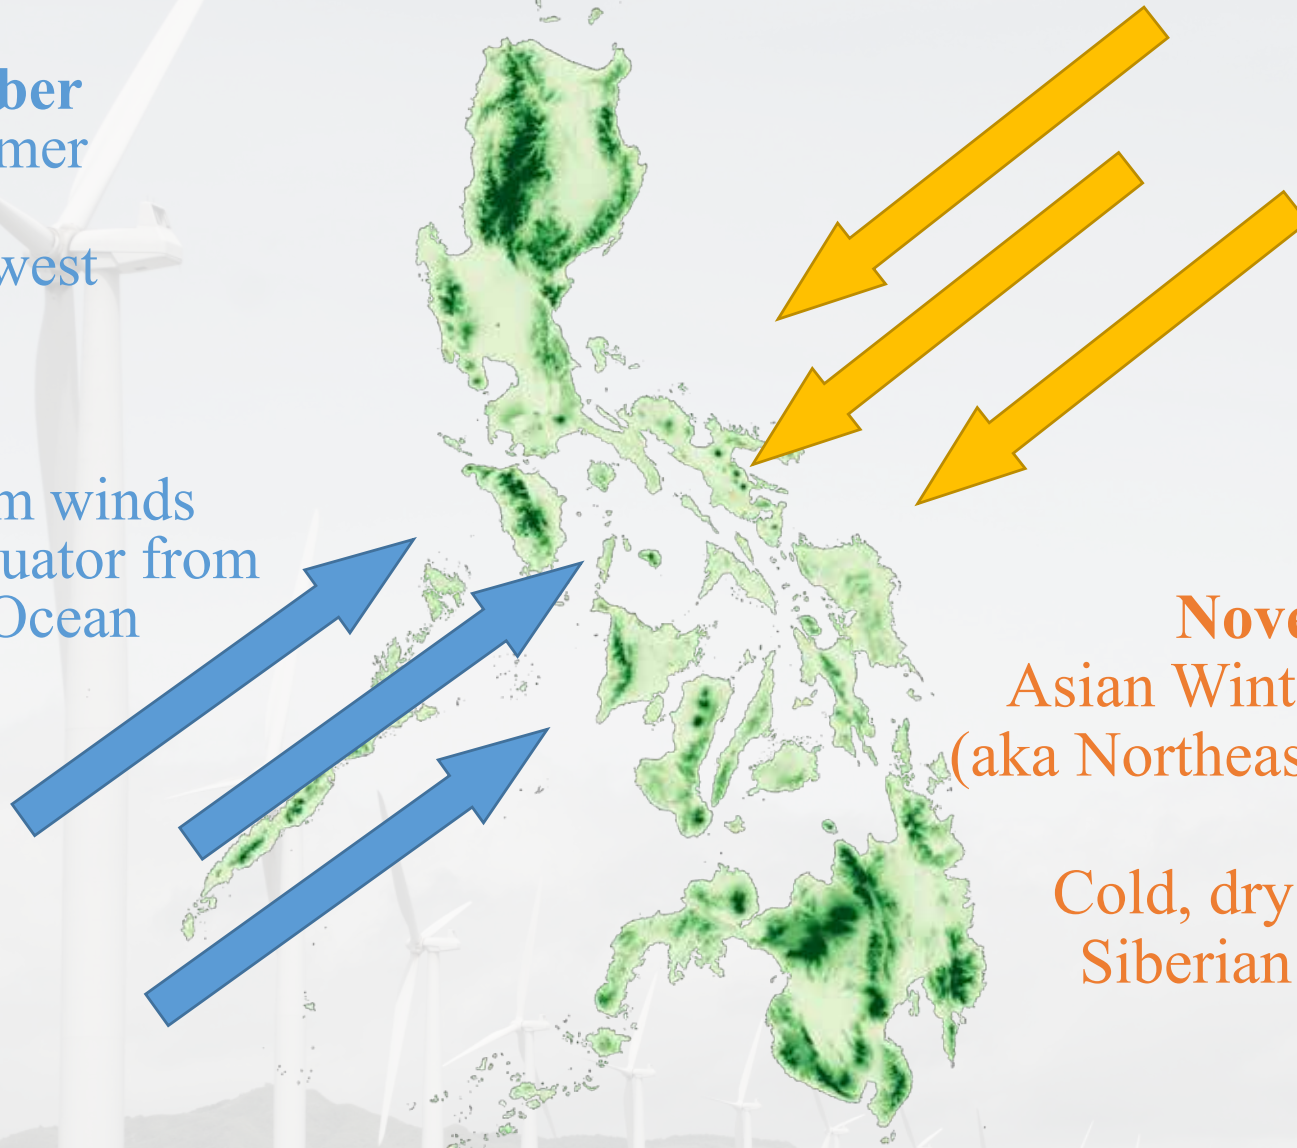 ber
mer
west
m winds
uator from
Ocean
Nove
Asian Wint
(aka Northeas
Cold, dry
Siberian